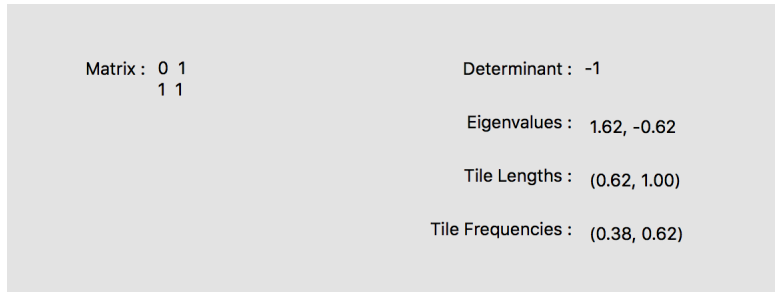 Matrix : 0 1
1 1
Determinant : -1
Eigenvalues : 1.62, -0.62
Tile Lengths : (0.62, 1.00)
Tile Frequencies : (0.38, 0.62)